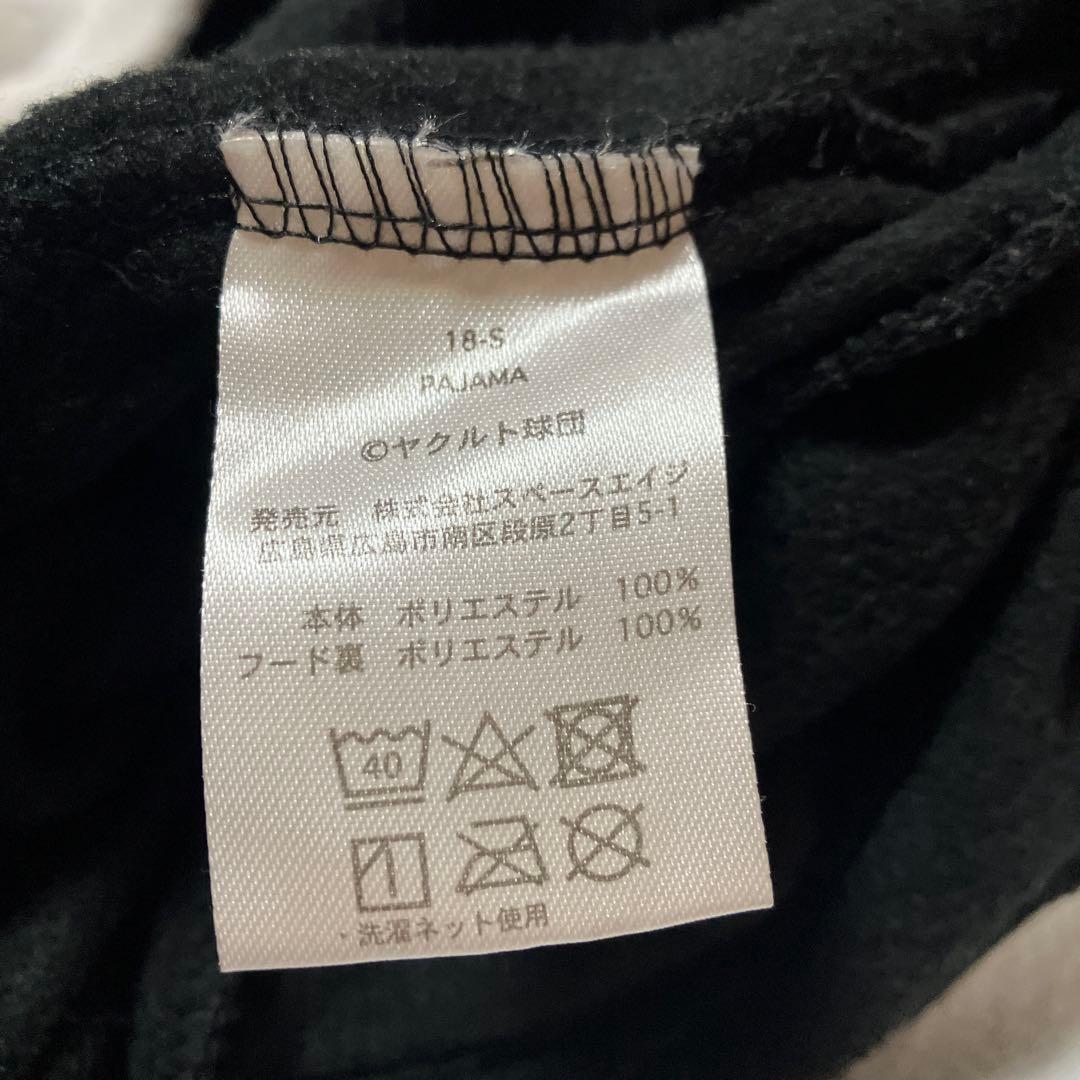 18-S
PAJAMA
©ヤクルト球団
発売元 株式会社スペースエイジ
広島県広島市南区段原2丁目5-1
本体 ポリエステル 100%
フード裏 ポリエステル 100%
40
・洗濯ネット使用